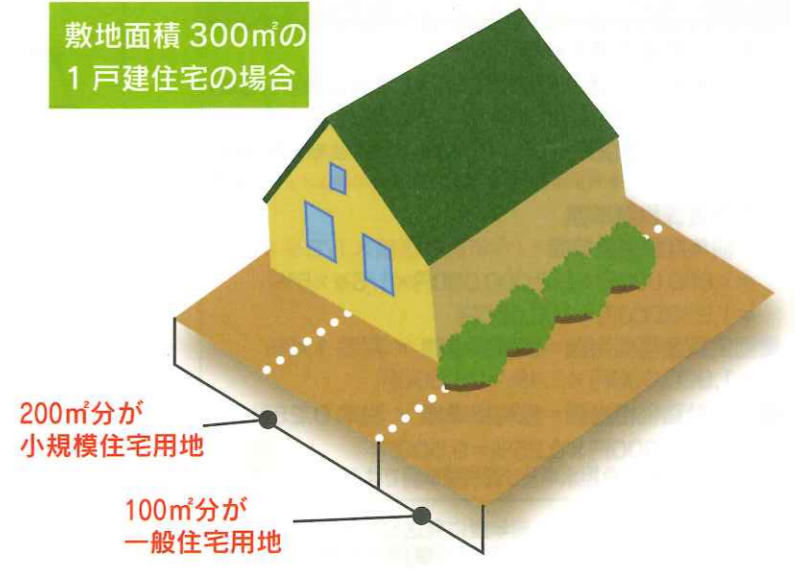 敷地面積 300㎡の
1 戸建住宅の場合
200㎡分が
小規模住宅用地
100㎡分が
一般住宅用地